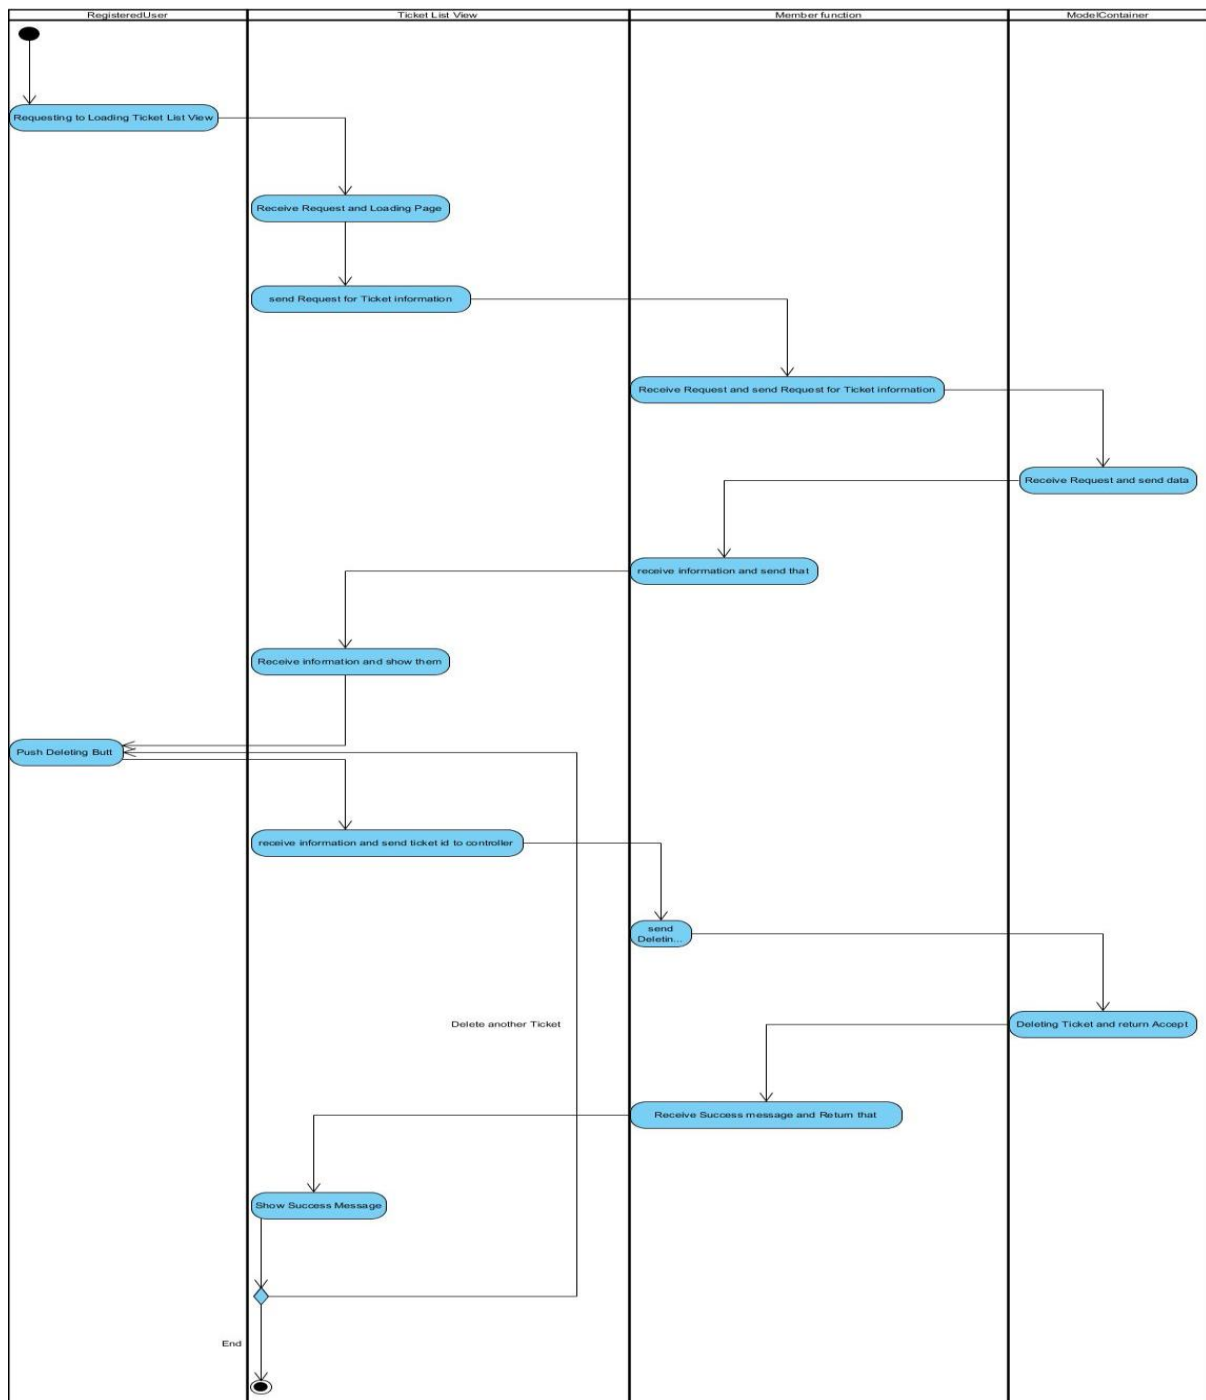 RegisteredUser
Ticket List View
Member function
ModelContainer
Requesting to Loading Ticket List View
Receive Request and Loading Page
send Request for Ticket information
Receive Request and send Request for Ticket information
Receive Request and send data
receive information and send that
Receive information and show them
Push Deleting Butt
receive information and send ticket id to controller
send
Deletin...
Delete another Ticket
Deleting Ticket and return Accept
Receive Success message and Return that
Show Success Message
End